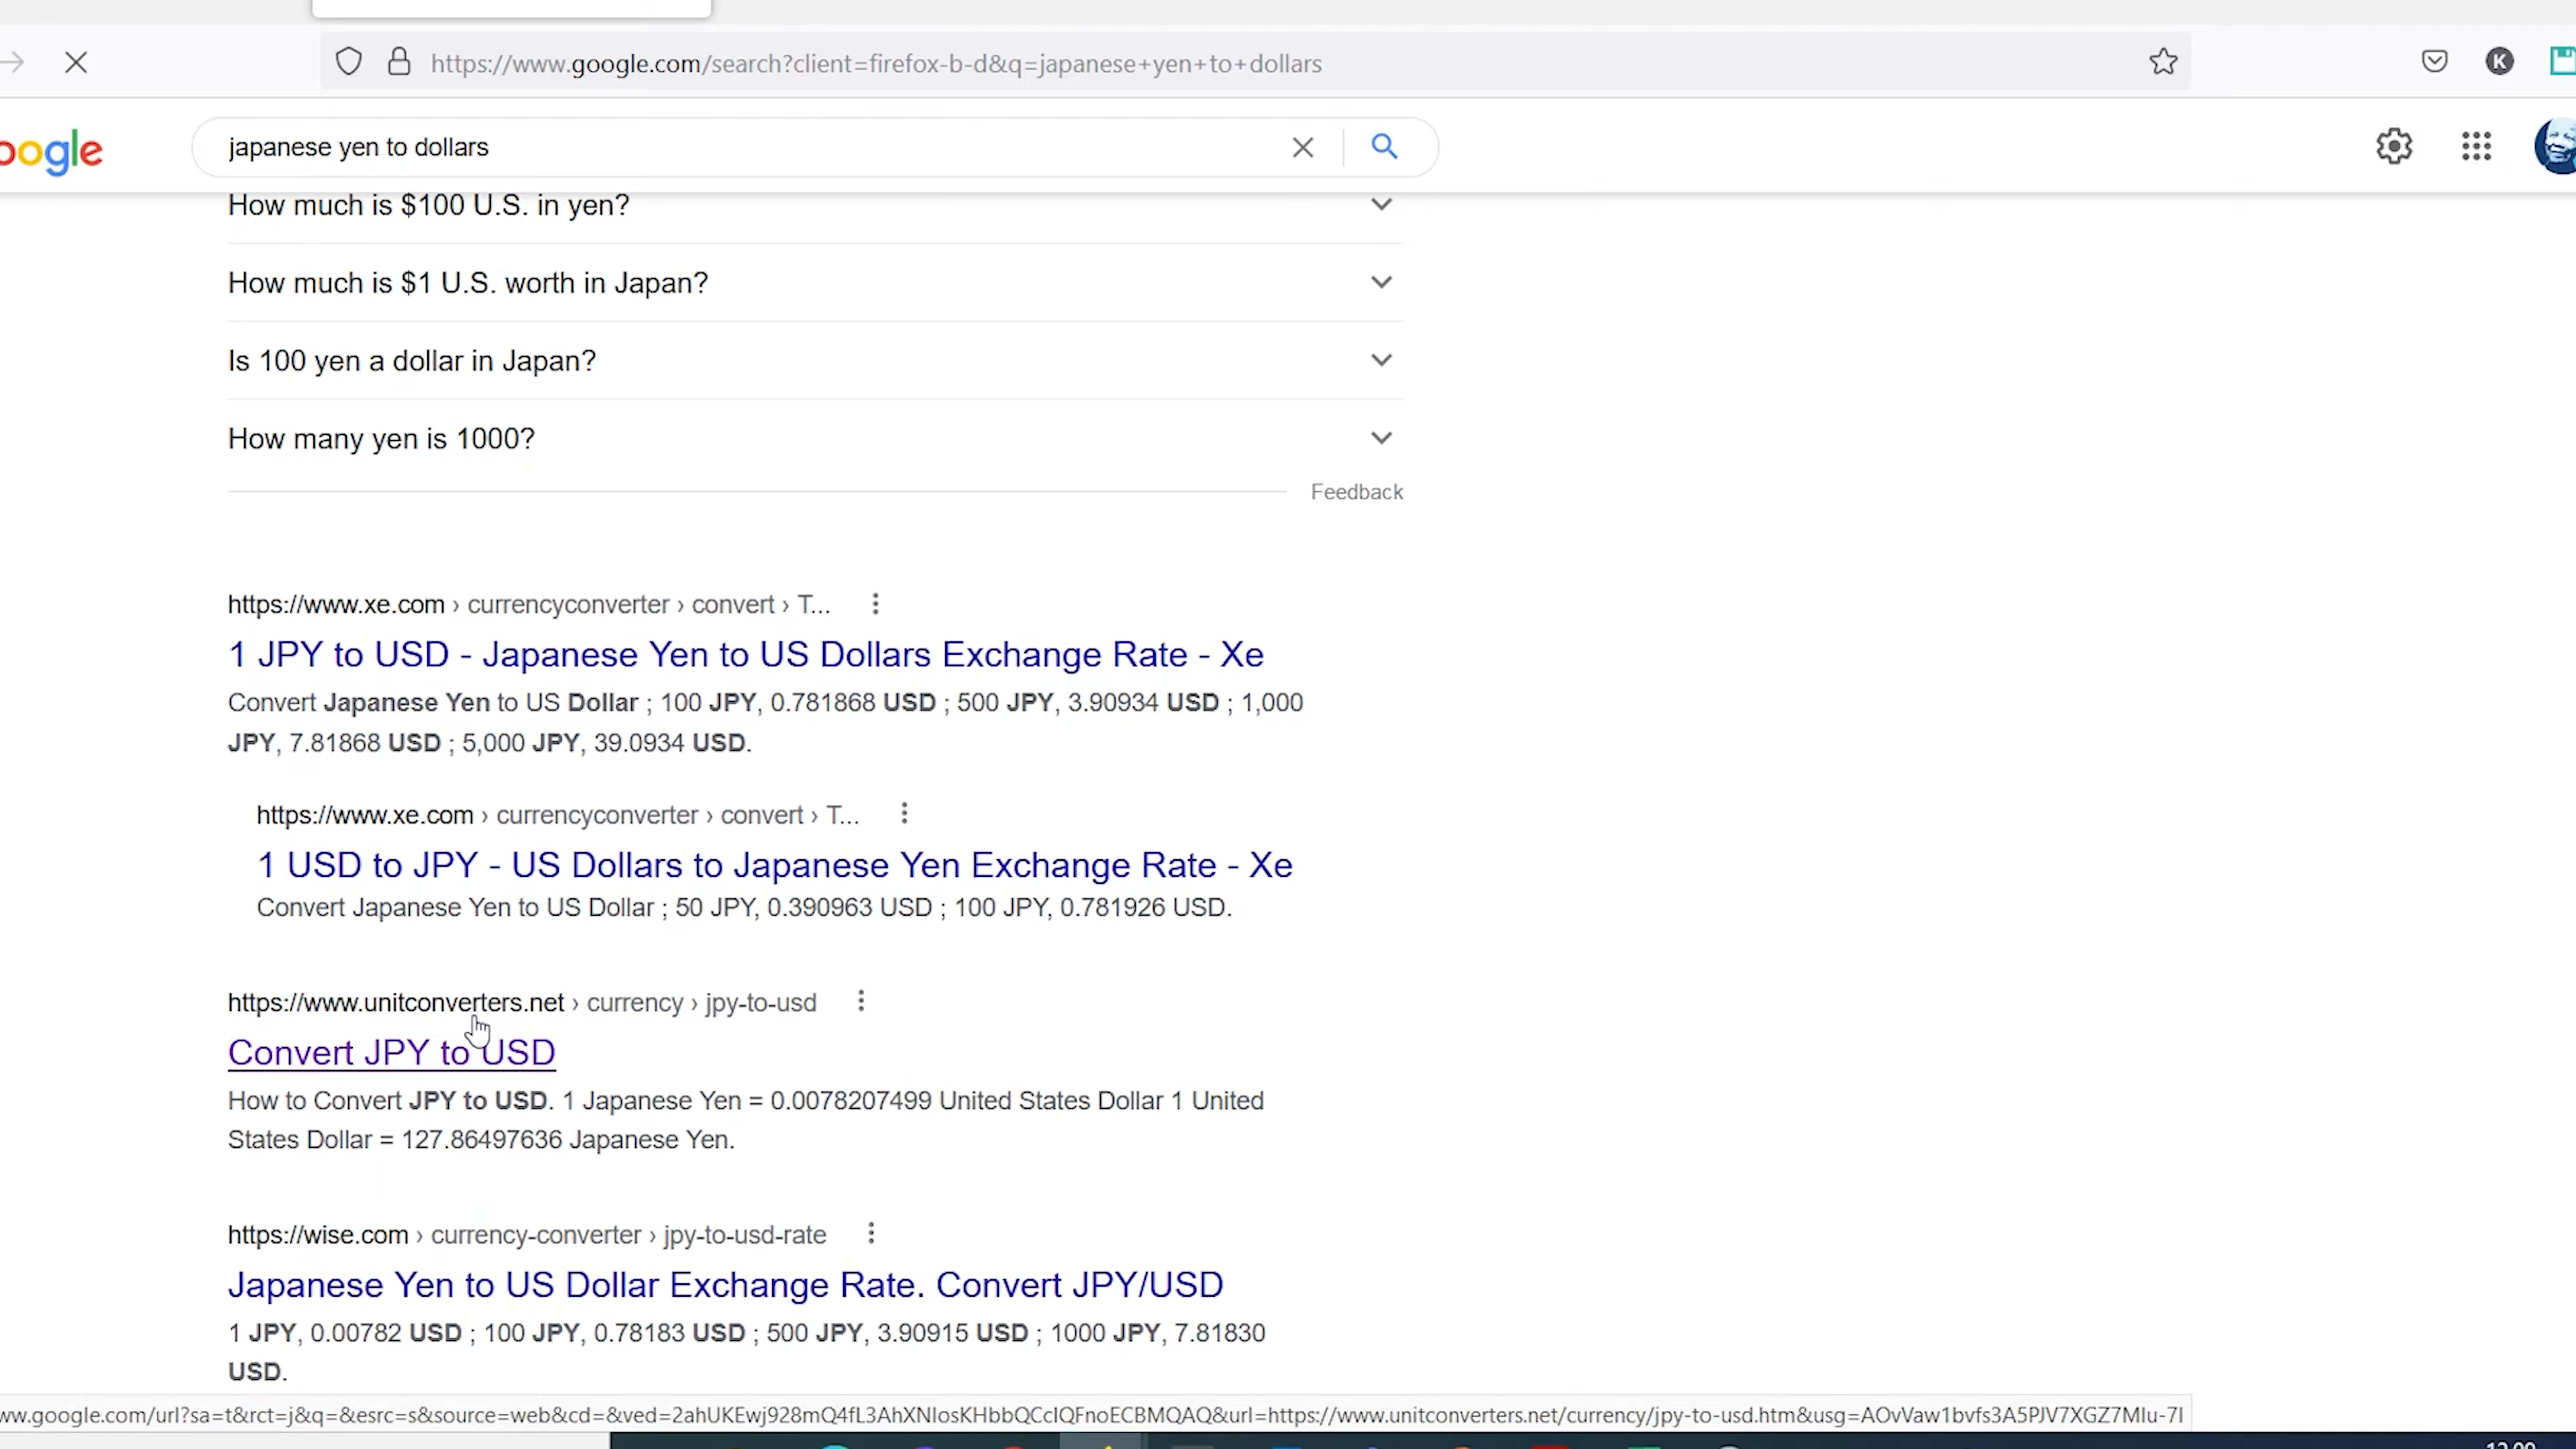 https://www.google.com/search?client=firefox-b-d&q=japanese+yen+to+dollars
K
oogle
japanese yen to dollars
How much is $100 U.S. in yen?
How much is $1 U.S. worth in Japan?
Is 100 yen a dollar in Japan?
How many yen is 1000?
Feedback
https://www.xe.com › currencyconverter › convert › T...
1 JPY to USD - Japanese Yen to US Dollars Exchange Rate - Xe
Convert Japanese Yen to US Dollar ; 100 JPY, 0.781868 USD ; 500 JPY, 3.90934 USD ; 1,000
JPY, 7.81868 USD ; 5,000 JPY, 39.0934 USD.
https://www.xe.com › currencyconverter › convert › T...
1 USD to JPY - US Dollars to Japanese Yen Exchange Rate - Xe
Convert Japanese Yen to US Dollar ; 50 JPY, 0.390963 USD ; 100 JPY, 0.781926 USD.
https://www.unitconverters.net › currency › jpy-to-usd
Convert JPY to USD
How to Convert JPY to USD. 1 Japanese Yen = 0.0078207499 United States Dollar 1 United
States Dollar = 127.86497636 Japanese Yen.
https://wise.com › currency-converter › jpy-to-usd-rate
Japanese Yen to US Dollar Exchange Rate. Convert JPY/USD
1 JPY, 0.00782 USD ; 100 JPY, 0.78183 USD ; 500 JPY, 3.90915 USD ; 1000 JPY, 7.81830
USD.
ww.google.com/url?sa=t&rct=j&q=&esrc=s&source=web&cd=&ved=2ahUKEwj928mQ4fL3AhXNIosKHbbQCcIQFnoECBMQAQ&url=https://www.unitconverters.net/currency/jpy-to-usd.htm&usg=AOvVaw1bvfs3A5PJV7XGZ7MIu-7I